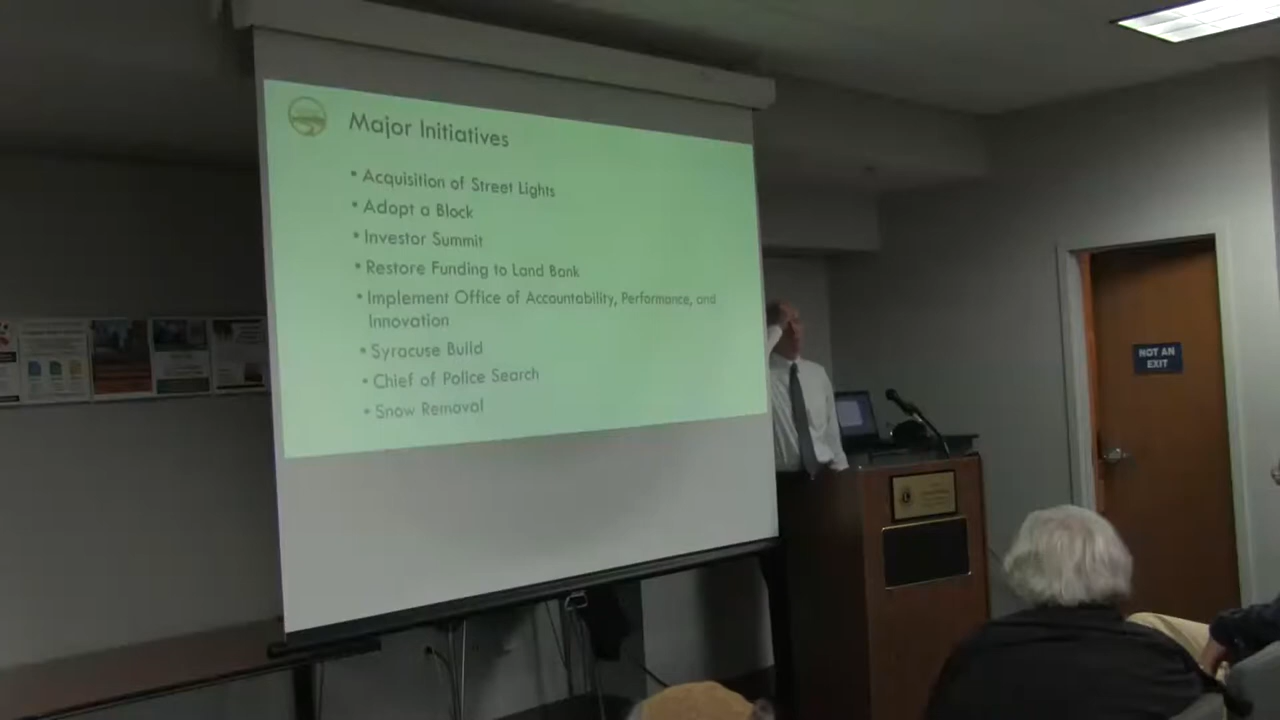 Major Initiatives
• Acquisition of Street Lights
• Adopt a Block
• Investor Summit
• Restore Funding to Land Bank
• Implement Office of Accountability, Performance, and
Innovation
• Syracuse Build
• Chief of Police Search
• Snow Removal
NOT AN
EXIT